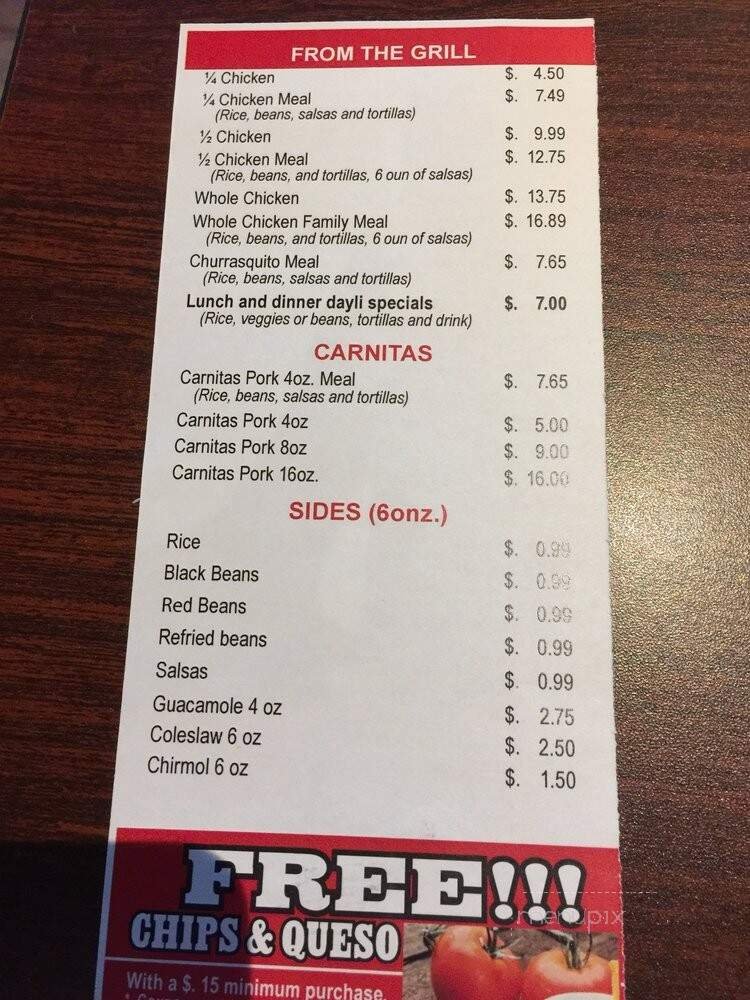 FROM THE GRILL
¼ Chicken $. 4.50
¼ Chicken Meal $. 7.49
(Rice, beans, salsas and tortillas)
½ Chicken $. 9.99
½ Chicken Meal $. 12.75
(Rice, beans, and tortillas, 6 oun of salsas)
Whole Chicken $. 13.75
Whole Chicken Family Meal $. 16.89
(Rice, beans, and tortillas, 6 oun of salsas)
Churrasquito Meal $. 7.65
(Rice, beans, salsas and tortillas)
Lunch and dinner dayli specials $. 7.00
(Rice, veggies or beans, tortillas and drink)
CARNITAS
Carnitas Pork 4oz. Meal $. 7.65
(Rice, beans, salsas and tortillas)
Carnitas Pork 4oz $. 5.00
Carnitas Pork 8oz $. 9.00
Carnitas Pork 16oz. $. 16.00
SIDES (6onz.)
Rice $. 0.99
Black Beans $. 0.99
Red Beans $. 0.99
Refried beans $. 0.99
Salsas $. 0.99
Guacamole 4 oz $. 2.75
Coleslaw 6 oz $. 2.50
Chirmol 6 oz $. 1.50
FREE!!!
menupix
CHIPS & QUESO
With a $. 15 minimum purchase.